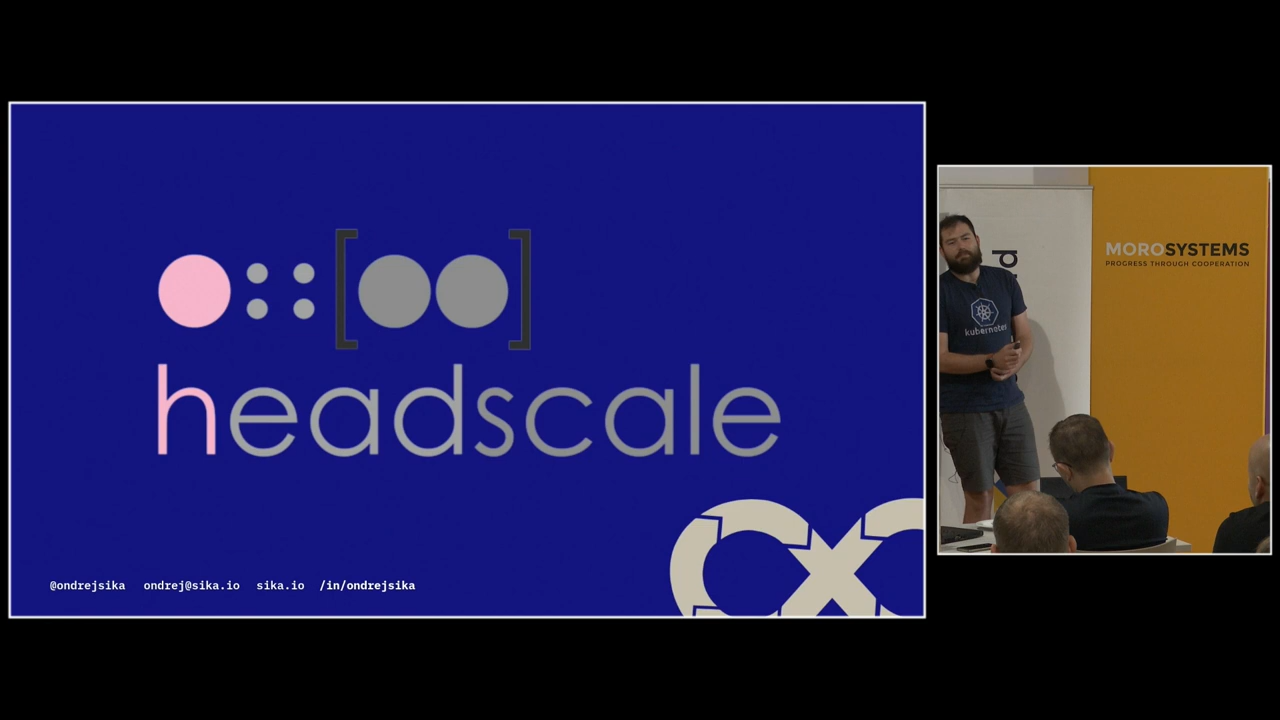 headscale
@ondrejsika ondrej@sika.io sika.io /in/ondrejsika
MOROSYSTEMS
PROGRESS THROUGH COOPERATION
kubernetes